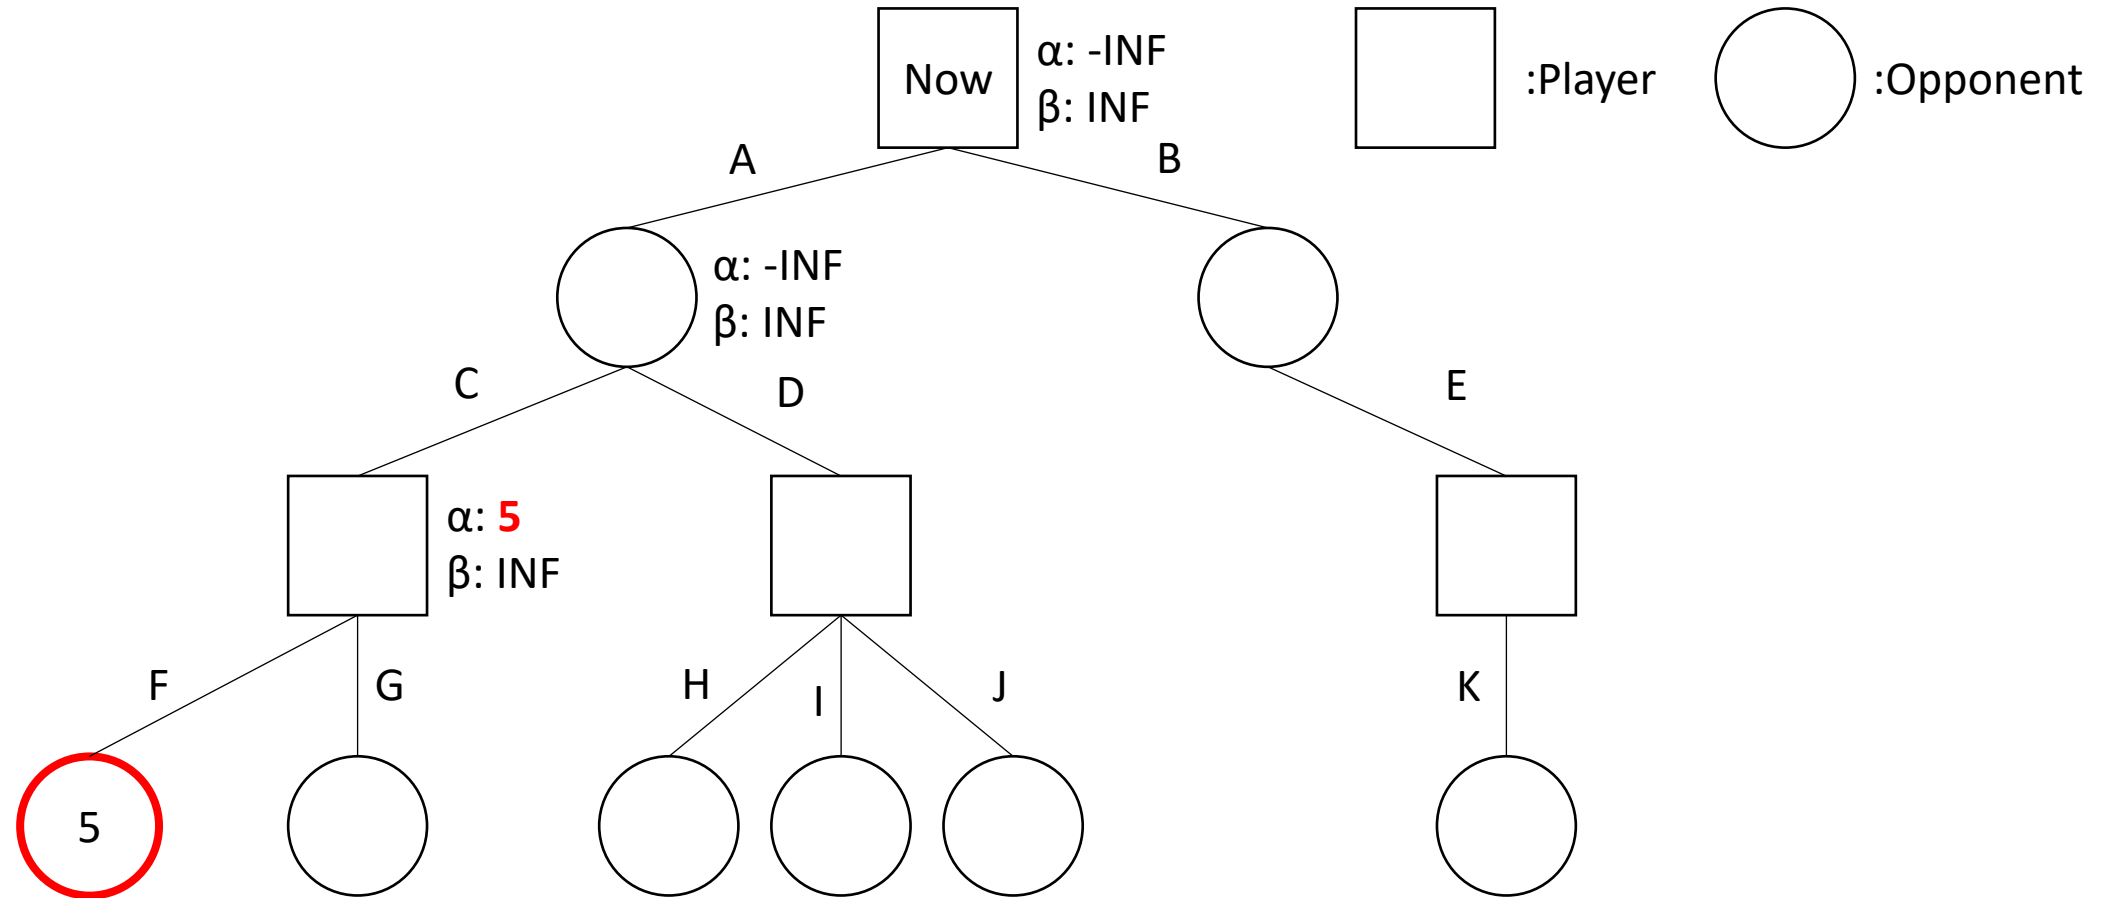 Now
α: -INF
β: INF
:Player
:Opponent
A
B
α: -INF
β: INF
C
D
E
α: 5
β: INF
F
G
H
I
J
K
5